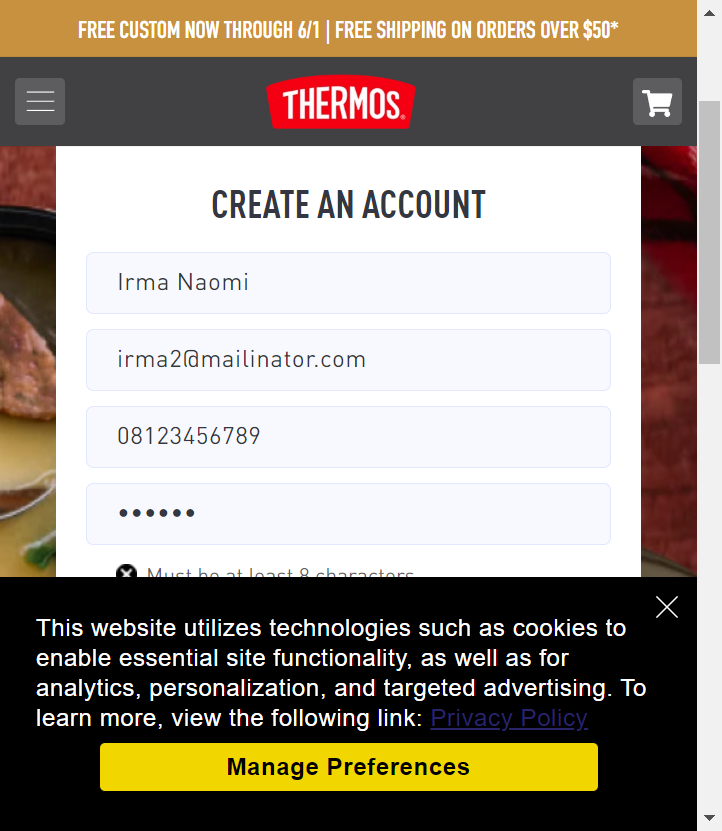 FREE CUSTOM NOW THROUGH 6/1 | FREE SHIPPING ON ORDERS OVER $50*
THERMOS®
CREATE AN ACCOUNT
Irma Naomi
irma2@mailinator.com
08123456789
••••••
Must be at least 8 characters
This website utilizes technologies such as cookies to
enable essential site functionality, as well as for
analytics, personalization, and targeted advertising. To
learn more, view the following link: Privacy Policy
Manage Preferences